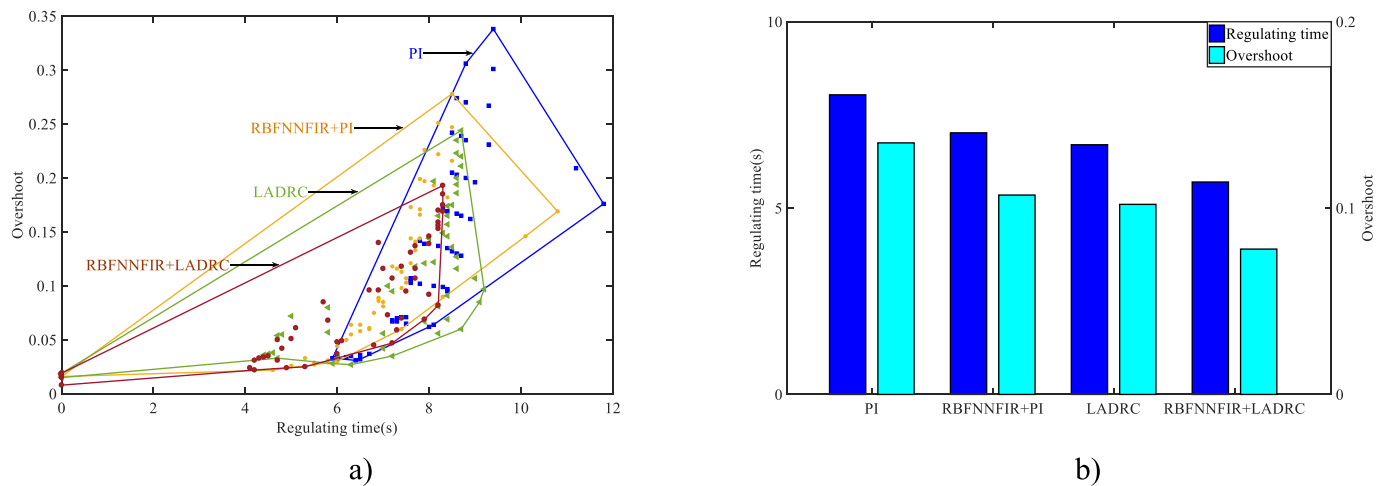 0.35
0.3
0.25
0.2
0.15
0.1
0.05
0
Overshoot
PI
RBFNNFIR+PI
LADRC
RBFNNFIR+LADRC
0 2 4 6 8 10 12
Regulating time(s)
a)
10
5
0
Regulating time(s)
Regulating time
Overshoot
0.2
0.1
0
Overshoot
PI RBFNNFIR+PI LADRC RBFNNFIR+LADRC
b)